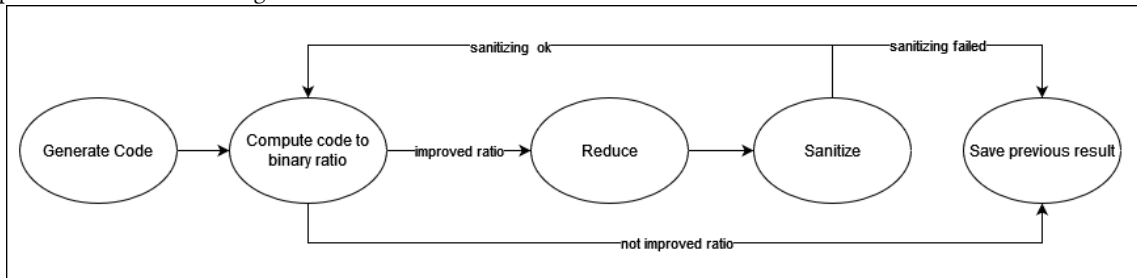 sanitizing ok
sanitizing failed
Generate Code
Compute code to
binary ratio
improved ratio
Reduce
Sanitize
Save previous result
not improved ratio